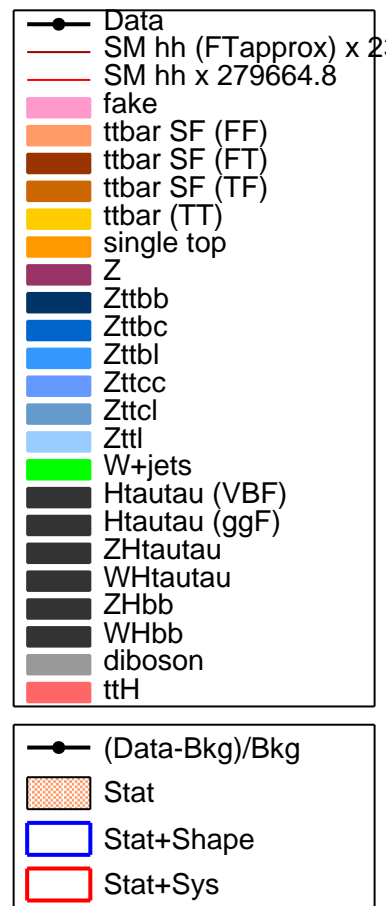 Data
SM hh (FTapprox) x 23
SM hh x 279664.8
fake
ttbar SF (FF)
ttbar SF (FT)
ttbar SF (TF)
ttbar (TT)
single top
Z
Zttbb
Zttbc
Zttbl
Zttcc
Zttcl
Zttl
W+jets
Htautau (VBF)
Htautau (ggF)
ZHtautau
WHtautau
ZHbb
WHbb
diboson
ttH
(Data-Bkg)/Bkg
Stat
Stat+Shape
Stat+Sys